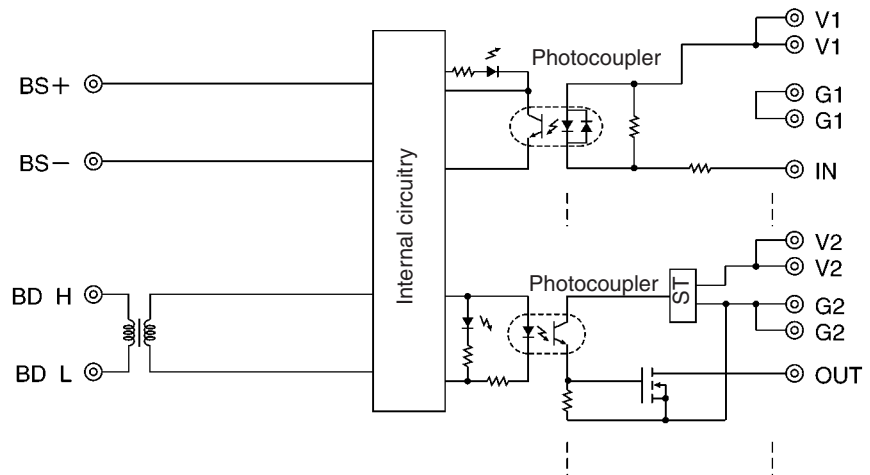 V1
Photocoupler
V1
BS+
G1
G1
BS−
IN
Internal circuitry
V2
V2
Photocoupler
ST
BD H
G2
G2
BD L
OUT